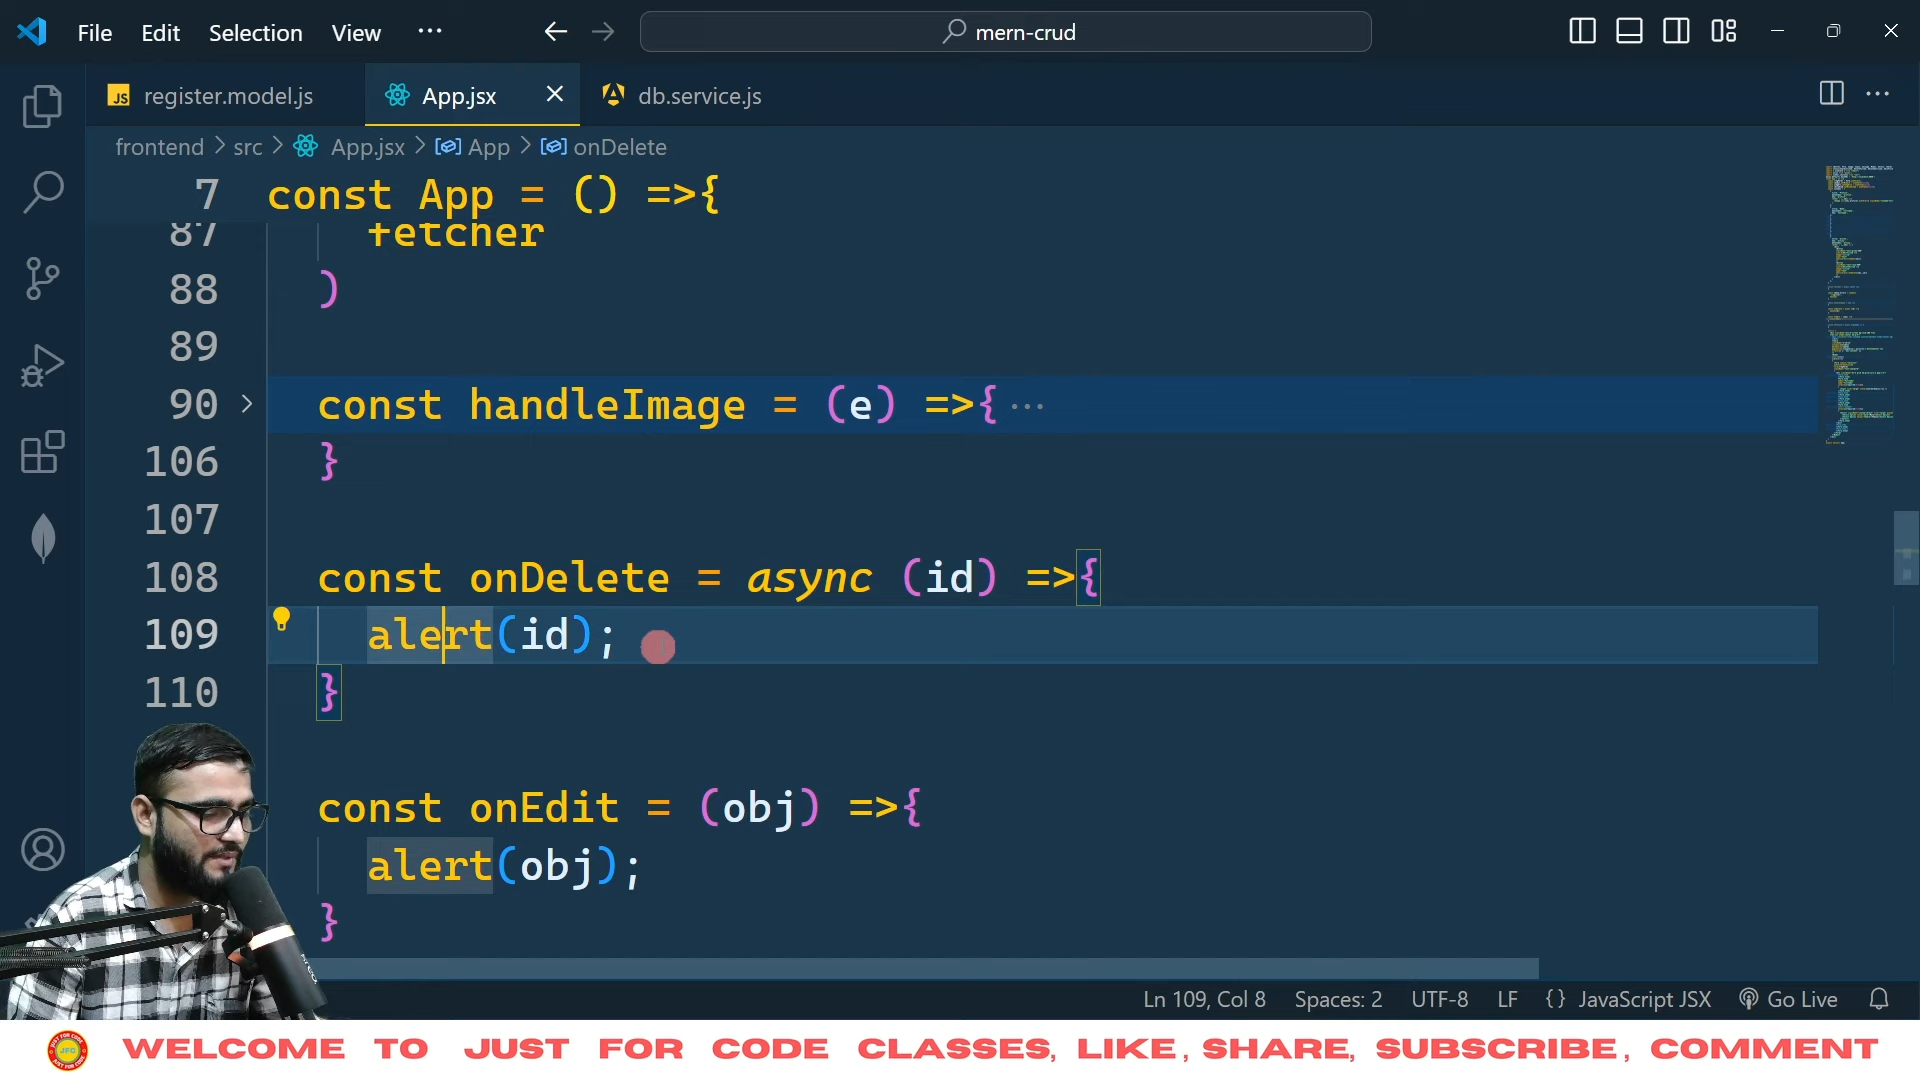 File Edit Selection View ··· mern-crud
register.model.js App.jsx db.service.js
frontend > src > App.jsx > App > onDelete
7 const App = () =>{
87 fetcher
88 )
89
90 const handleImage = (e) =>{ ···
106 }
107
108 const onDelete = async (id) =>{
109 alert(id);
110 }
const onEdit = (obj) =>{
alert(obj);
}
Ln 109, Col 8 Spaces: 2 UTF-8 LF {} JavaScript JSX Go Live
WELCOME TO JUST FOR CODE CLASSES, LIKE, SHARE, SUBSCRIBE, COMMENT